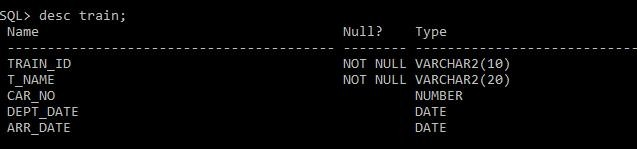 SQL> desc train;
Name Null? Type
----------------------------------------- -------- ----------------------------
TRAIN_ID NOT NULL VARCHAR2(10)
T_NAME NOT NULL VARCHAR2(20)
CAR_NO NUMBER
DEPT_DATE DATE
ARR_DATE DATE